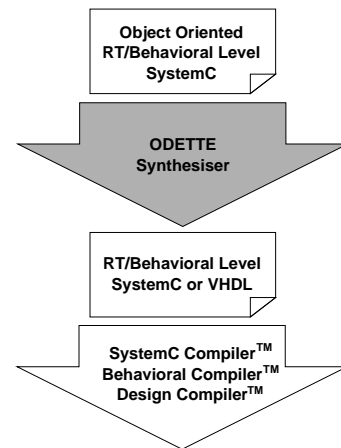 Object Oriented
RT/Behavioral Level
SystemC
ODETTE
Synthesiser
RT/Behavioral Level
SystemC or VHDL
SystemC Compiler™
Behavioral Compiler™
Design Compiler™